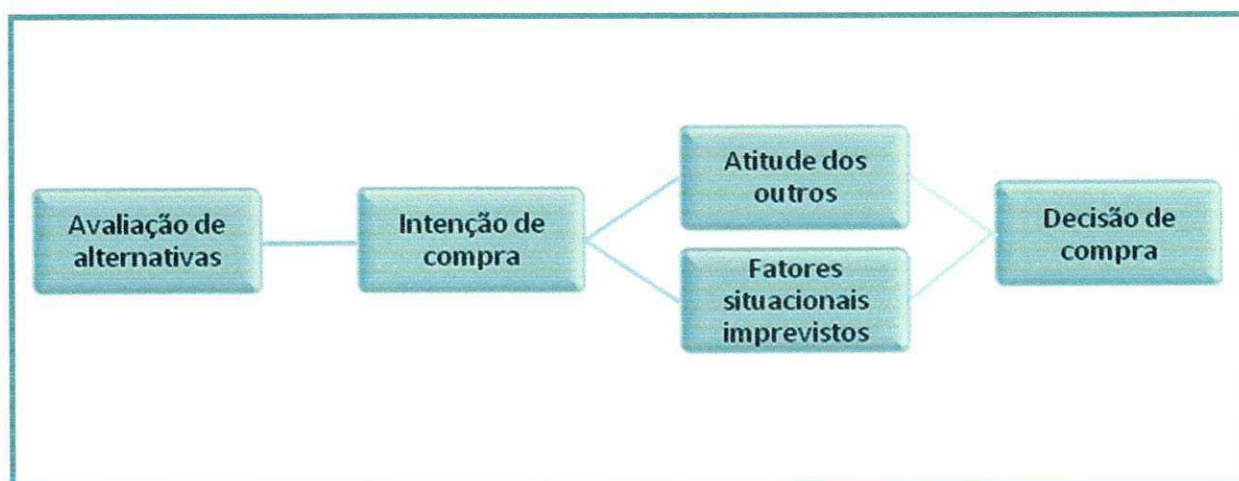 Avaliação de
alternativas
Intenção de
compra
Atitude dos
outros
Fatores
situacionais
imprevistos
Decisão de
compra